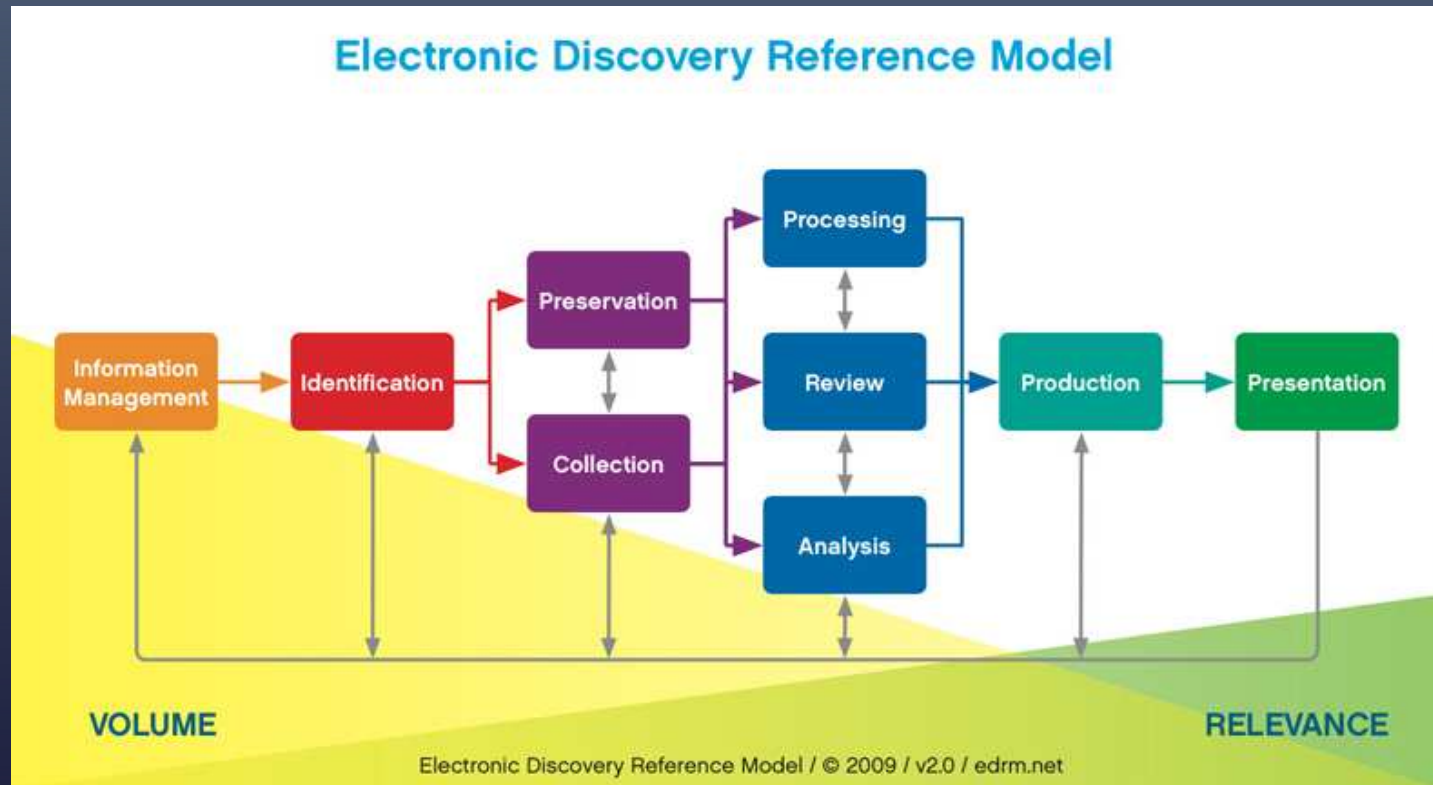 Electronic Discovery Reference Model
Processing
Preservation
Information
Management
Identification
Review
Production
Presentation
Collection
Analysis
VOLUME
RELEVANCE
Electronic Discovery Reference Model / © 2009 / v2.0 / edrm.net